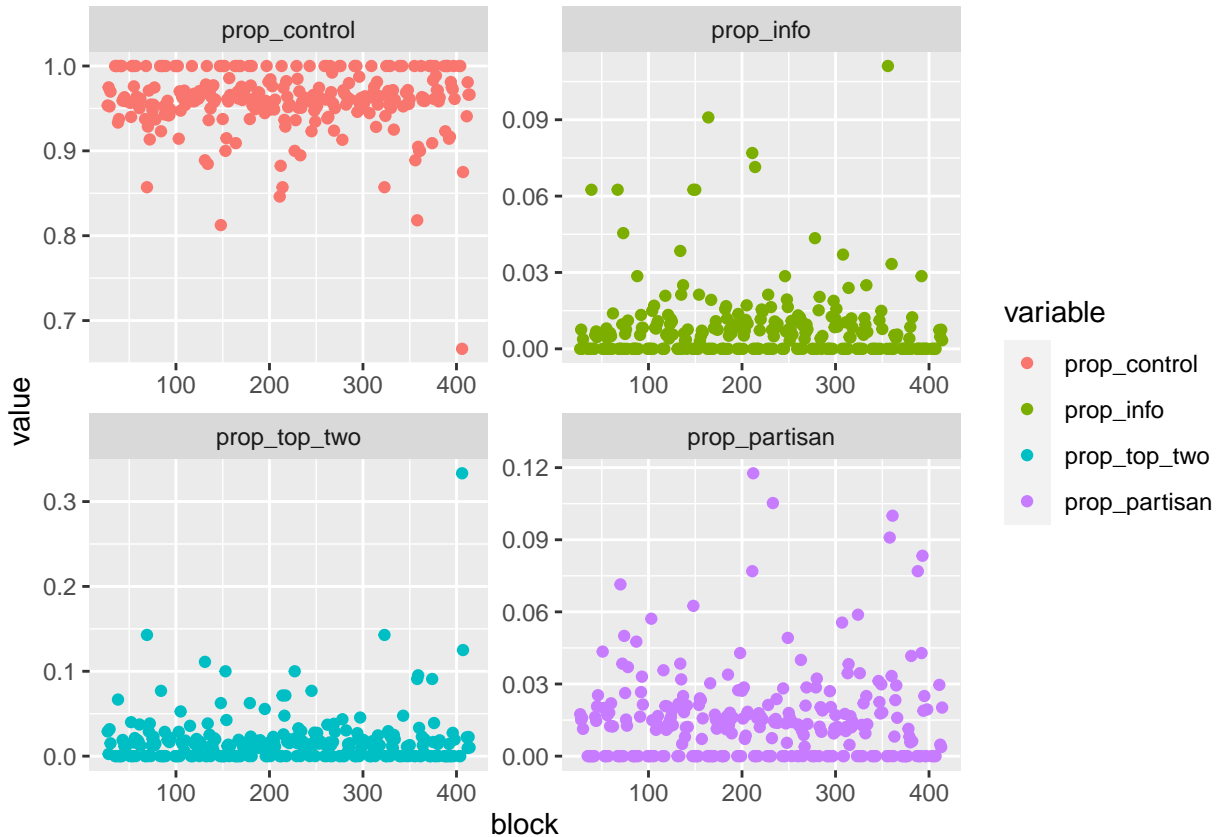 prop_control
prop_info
1.0
0.9
0.8
0.7
0.09
0.06
0.03
0.00
100 200 300 400
100 200 300 400
prop_top_two
prop_partisan
0.3
0.2
0.1
0.0
0.12
0.09
0.06
0.03
0.00
100 200 300 400
100 200 300 400
value
block
variable
prop_control
prop_info
prop_top_two
prop_partisan